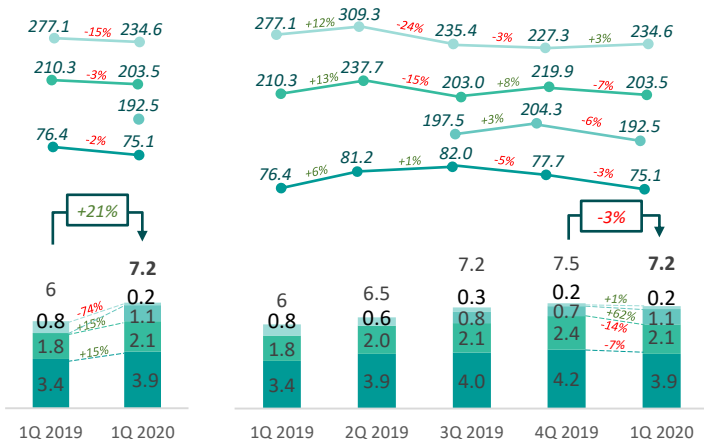 277.1 -15% 234.6
210.3 -3% 203.5
192.5
76.4 -2% 75.1
+21%
6 7.2
0.8 -74% 0.2
+15% 1.1
1.8 2.1
+15%
3.4 3.9
1Q 2019 1Q 2020
277.1 +12% 309.3 -24% 235.4 -3% 227.3 +3% 234.6
210.3 +13% 237.7 -15% 203.0 +8% 219.9 -7% 203.5
197.5 +3% 204.3 -6% 192.5
76.4 +6% 81.2 +1% 82.0 -5% 77.7 -3% 75.1
-3%
6 6.5 7.2 7.5 7.2
0.8 0.6 0.3 0.2 +1% 0.2
0.8 0.7 +62% 1.1
1.8 2.0 2.1 2.4 -14% 2.1
-7%
3.4 3.9 4.0 4.2 3.9
1Q 2019 2Q 2019 3Q 2019 4Q 2019 1Q 2020